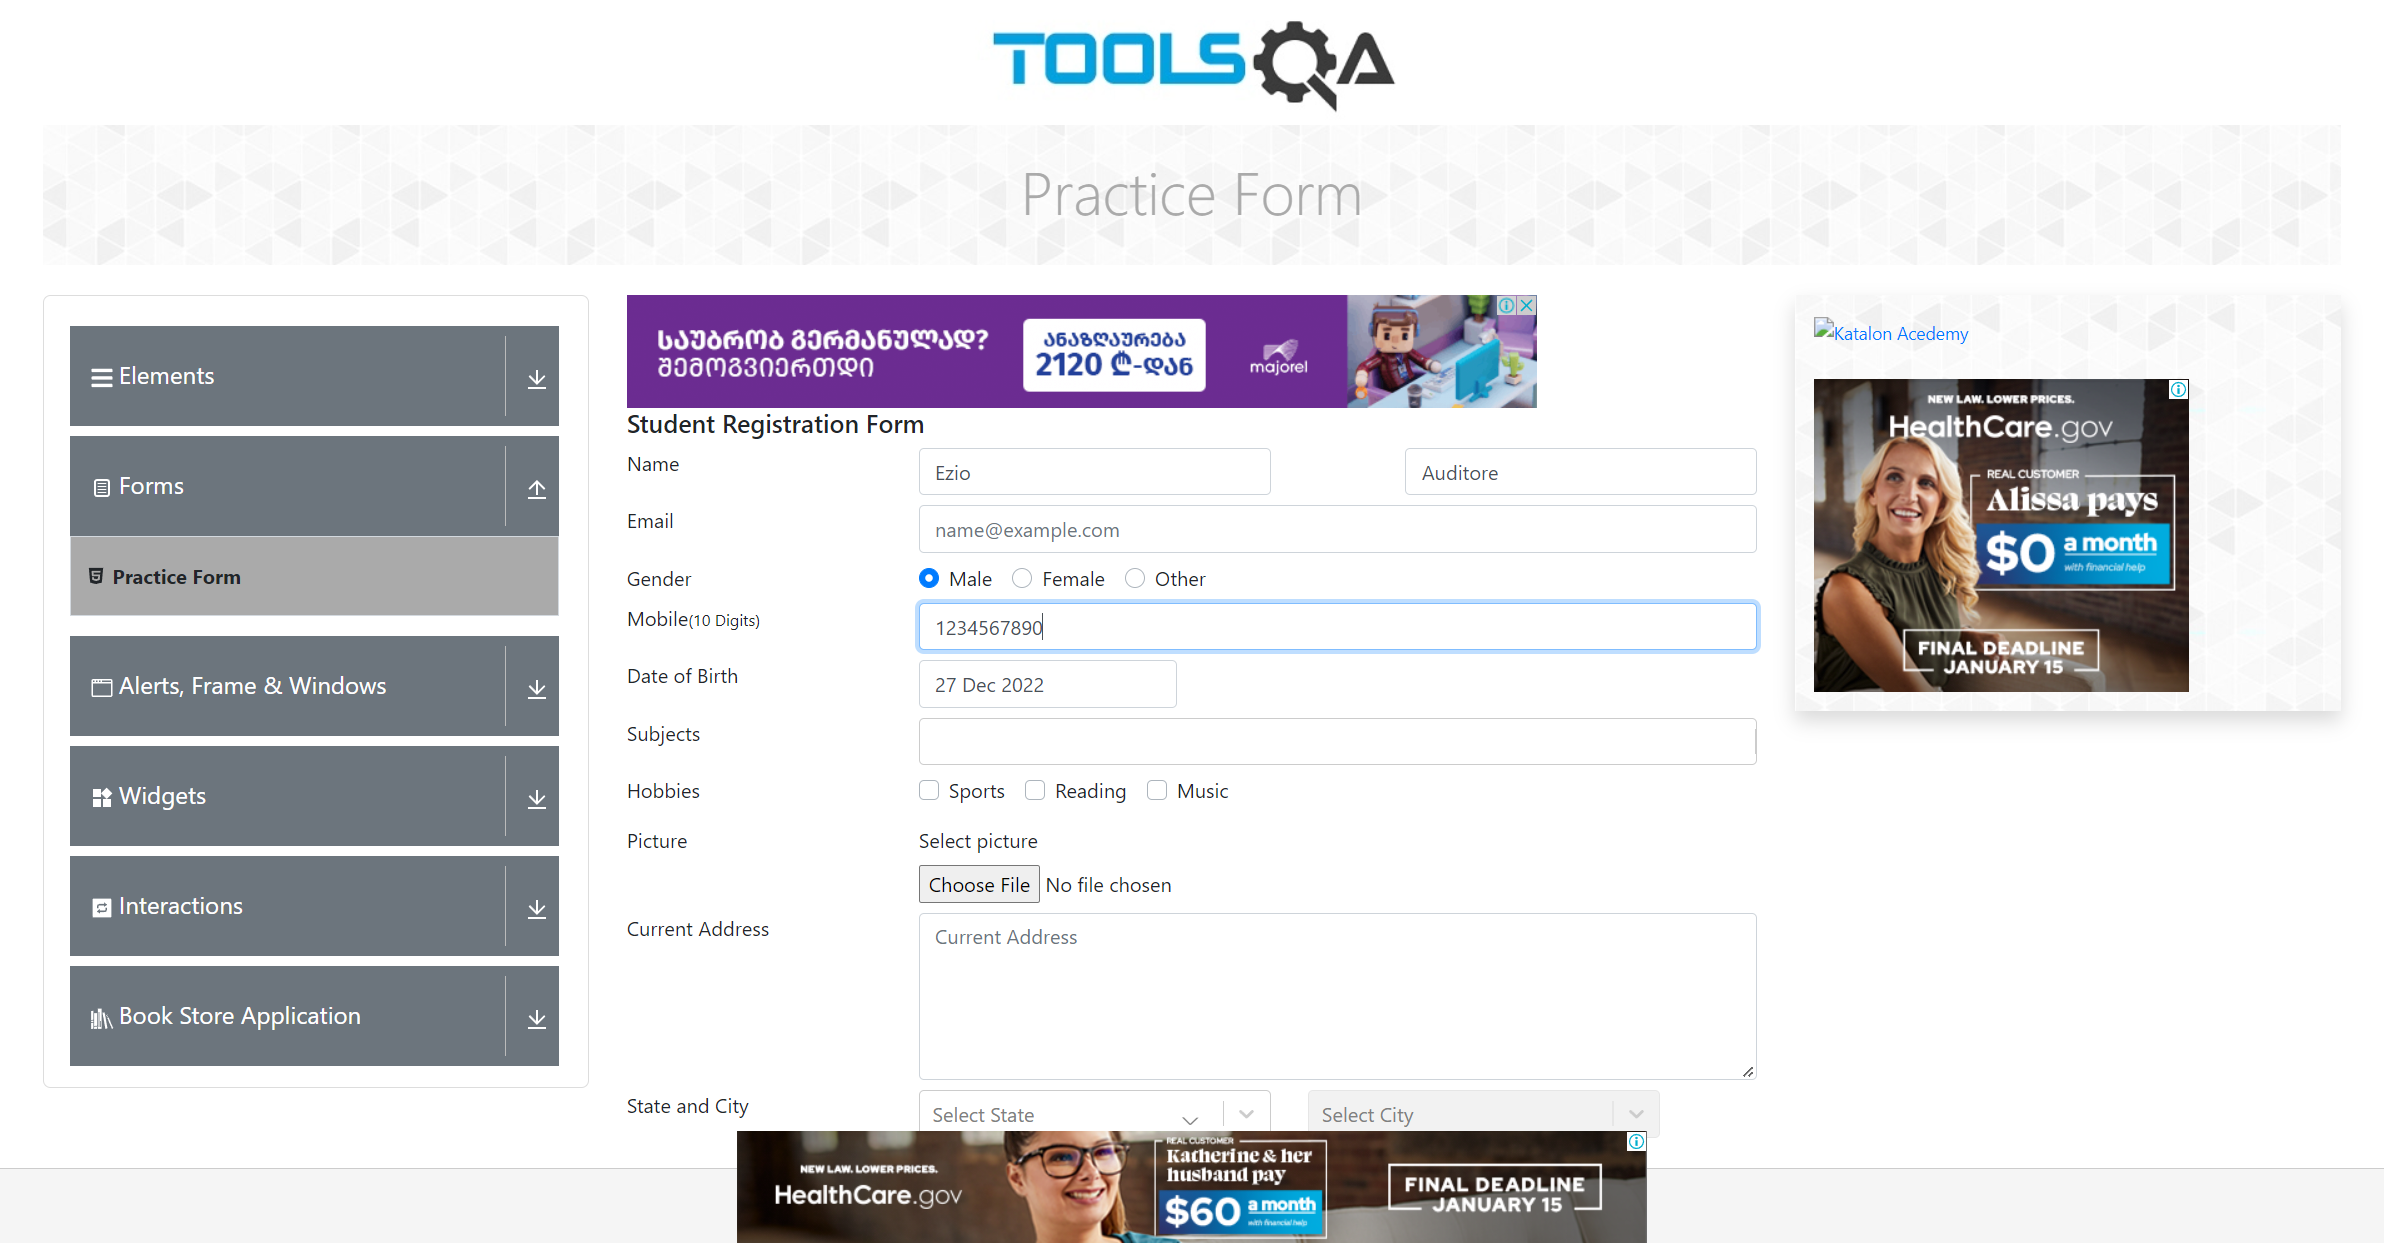 TOOLSQA
Practice Form
Elements
Forms
Practice Form
Alerts, Frame & Windows
Widgets
Interactions
Book Store Application
საუბრობ გერმანულად?
შემოგვიერთდი
ანაზღაურება
2120 ₾-დან
majorel
Student Registration Form
Name
Ezio
Auditore
Email
name@example.com
Gender
Male
Female
Other
Mobile(10 Digits)
1234567890
Date of Birth
27 Dec 2022
Subjects
Hobbies
Sports
Reading
Music
Picture
Select picture
Choose File
No file chosen
Current Address
Current Address
State and City
Select State
Select City
Katalon Acedemy
NEW LAW. LOWER PRICES.
HealthCare.gov
REAL CUSTOMER
Alissa pays
$0 a month
with financial help
FINAL DEADLINE
JANUARY 15
NEW LAW. LOWER PRICES.
HealthCare.gov
REAL CUSTOMER
Katherine & her
husband pay
$60 a month
with financial help
FINAL DEADLINE
JANUARY 15